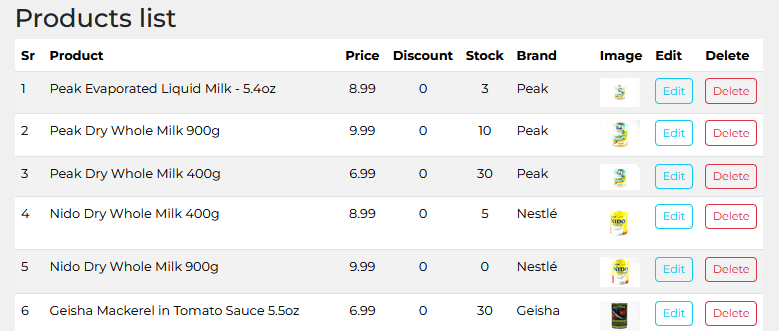 Products list
Sr Product Price Discount Stock Brand Image Edit Delete
1 Peak Evaporated Liquid Milk - 5.4oz 8.99 0 3 Peak Edit Delete
2 Peak Dry Whole Milk 900g 9.99 0 10 Peak Edit Delete
3 Peak Dry Whole Milk 400g 6.99 0 30 Peak Edit Delete
4 Nido Dry Whole Milk 400g 8.99 0 5 Nestlé Edit Delete
5 Nido Dry Whole Milk 900g 9.99 0 0 Nestlé Edit Delete
6 Geisha Mackerel in Tomato Sauce 5.5oz 6.99 0 30 Geisha Edit Delete